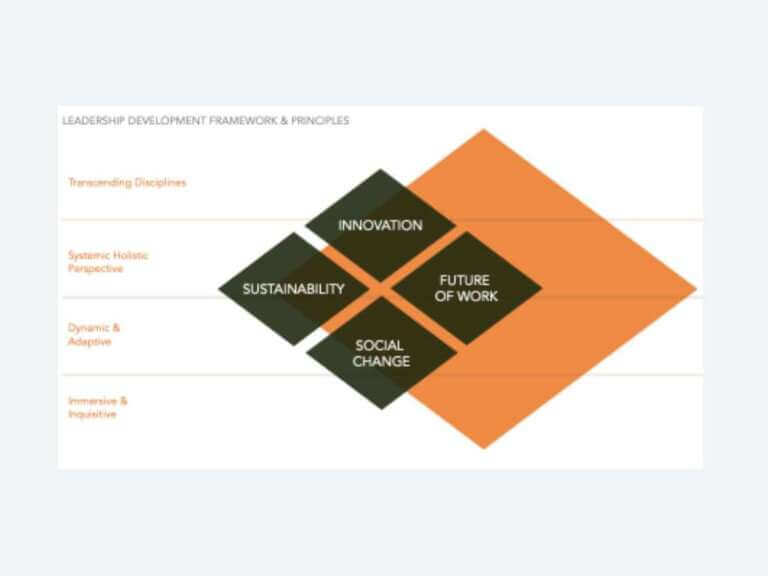 LEADERSHIP DEVELOPMENT FRAMEWORK & PRINCIPLES
Transcending Disciplines
INNOVATION
Systemic Holistic
Perspective
SUSTAINABILITY
FUTURE
OF WORK
Dynamic &
Adaptive
SOCIAL
CHANGE
Immersive &
Inquisitive